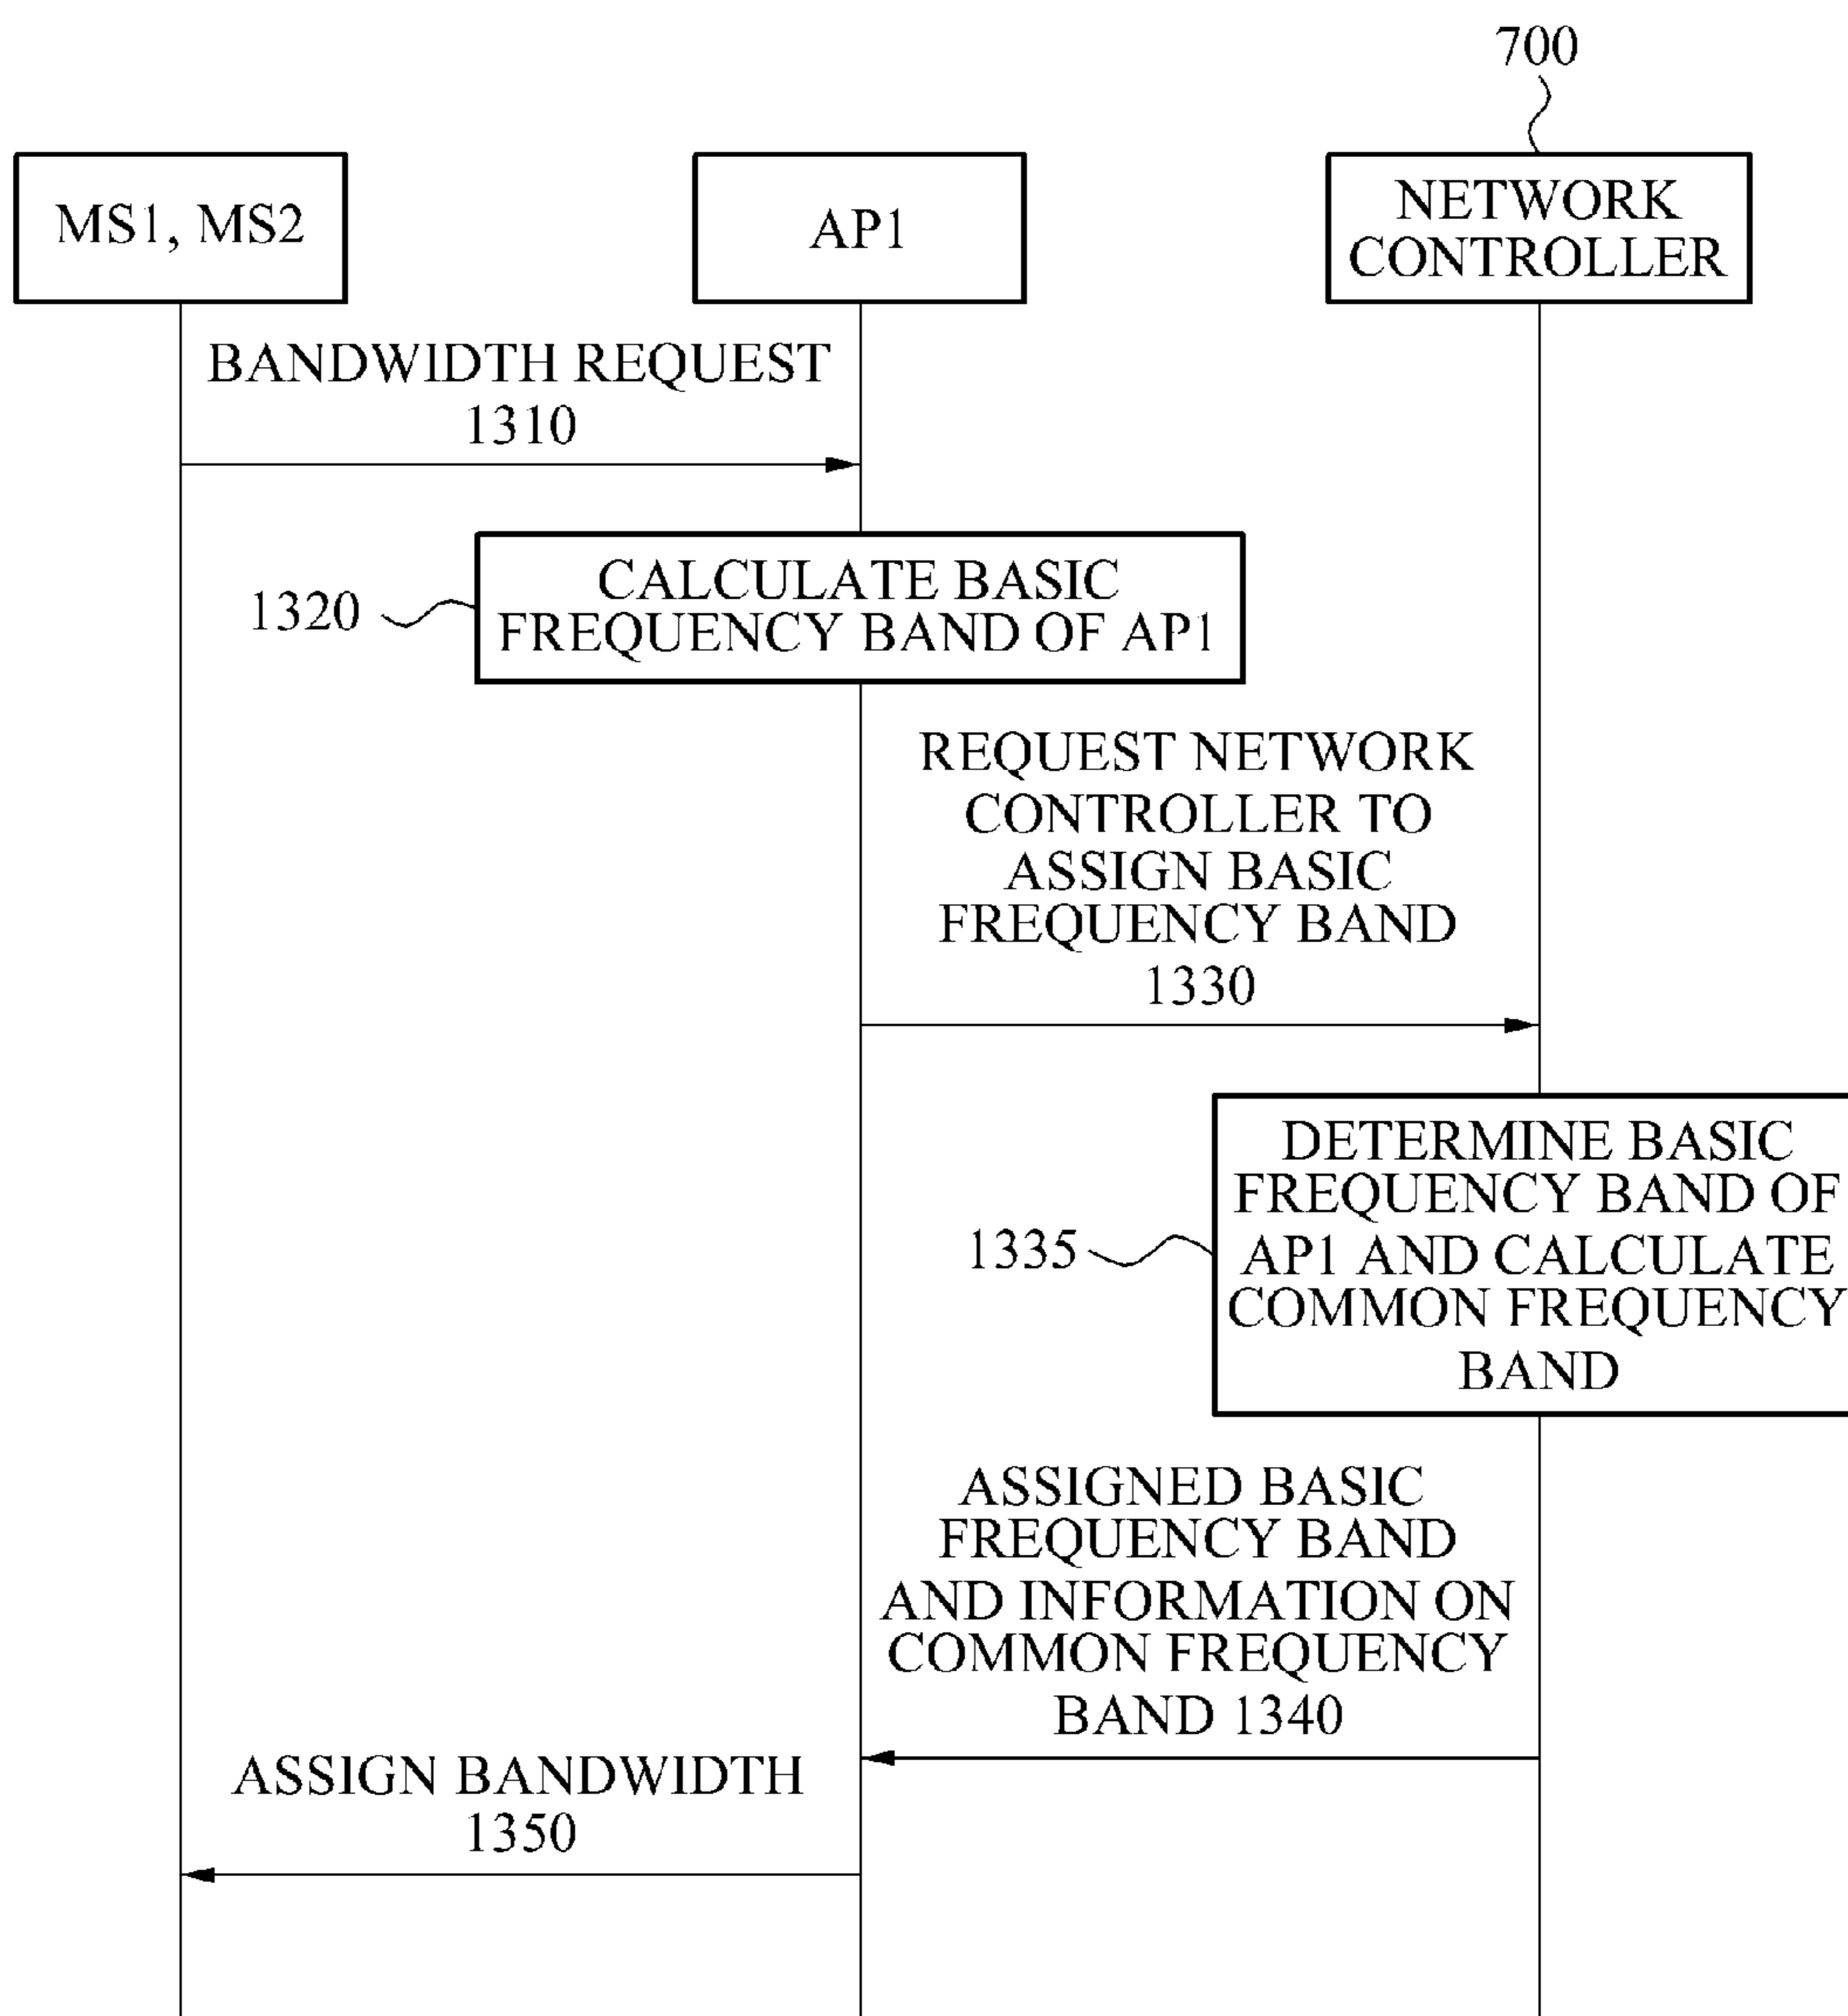 700
MS1, MS2
AP1
NETWORK
CONTROLLER
BANDWIDTH REQUEST
1310
1320
CALCULATE BASIC
FREQUENCY BAND OF AP1
REQUEST NETWORK
CONTROLLER TO
ASSIGN BASIC
FREQUENCY BAND
1330
1335
DETERMINE BASIC
FREQUENCY BAND OF
AP1 AND CALCULATE
COMMON FREQUENCY
BAND
ASSIGNED BASIC
FREQUENCY BAND
AND INFORMATION ON
COMMON FREQUENCY
BAND 1340
ASSIGN BANDWIDTH
1350